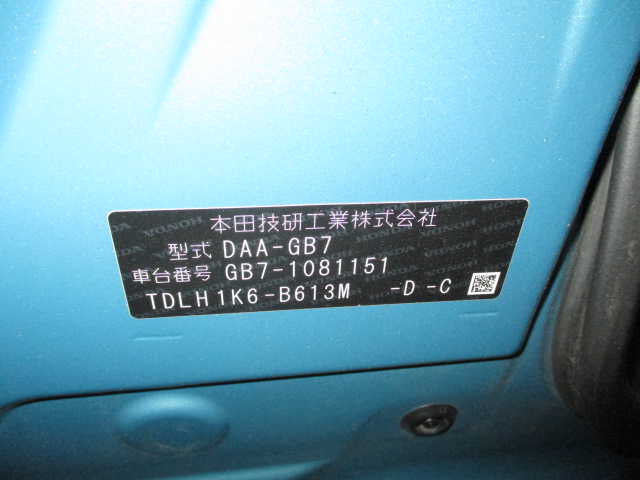 本田技研工業株式会社
型式 DAA-GB7
車台番号 GB7-1081151
TDLH1K6-B613M -D -C